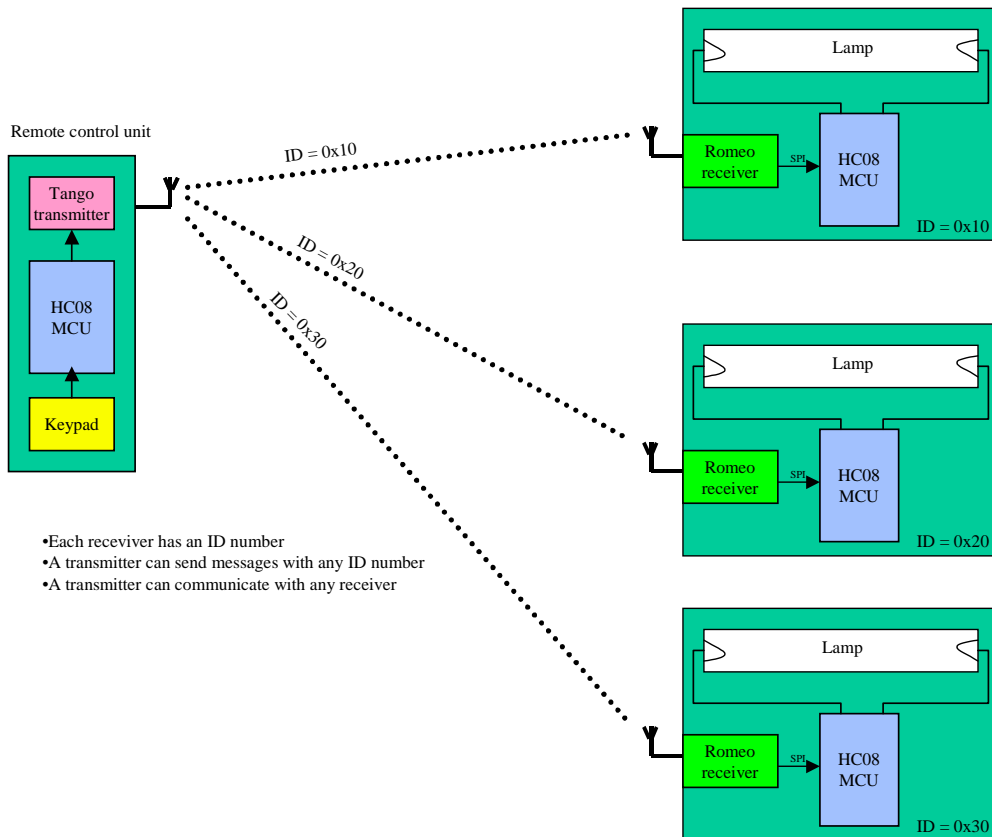 Remote control unit
Tango
transmitter
HC08
MCU
Keypad
ID = 0x10
ID = 0x20
ID = 0x30
Lamp
Romeo
receiver
SPI
HC08
MCU
ID = 0x10
Lamp
Romeo
receiver
SPI
HC08
MCU
ID = 0x20
•Each receviver has an ID number
•A transmitter can send messages with any ID number
•A transmitter can communicate with any receiver
Lamp
Romeo
receiver
SPI
HC08
MCU
ID = 0x30